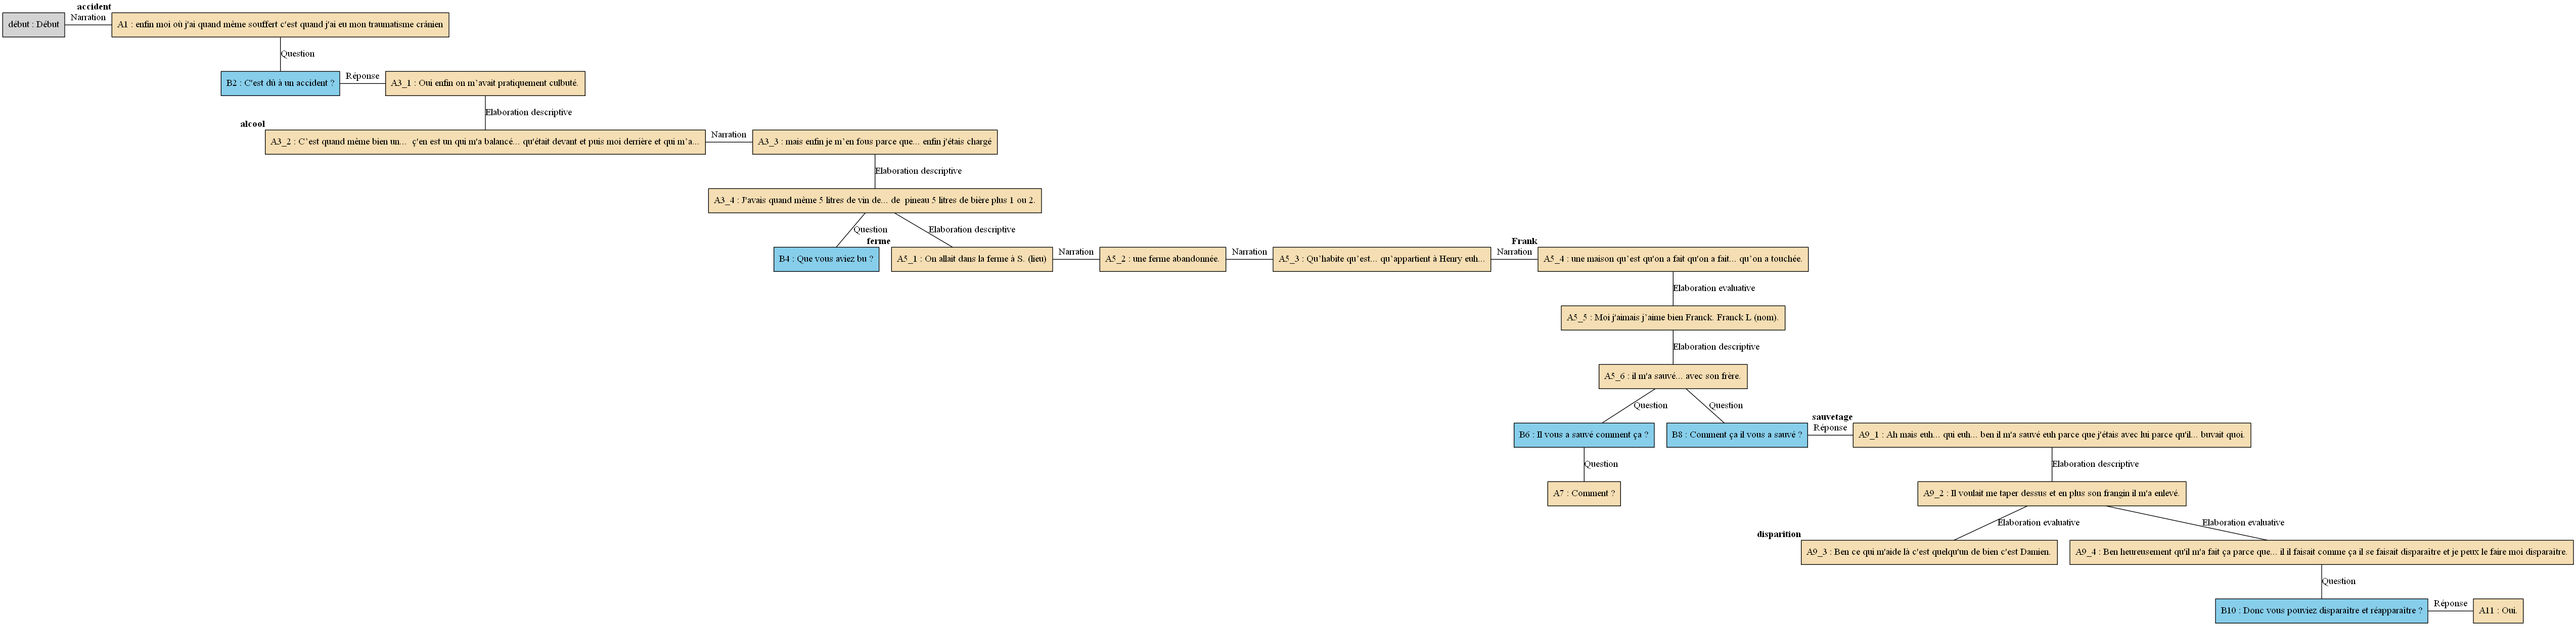 accident
début : Début
Narration
A1 : enfin moi où j'ai quand même souffert c'est quand j'ai eu mon traumatisme crânien
Question
B2 : C'est dû à un accident ?
Réponse
A3_1 : Oui enfin on m'avait pratiquement culbuté.
Elaboration descriptive
alcool
A3_2 : C'est quand même bien un... ç'en est un qui m'a balancé... qu'était devant et puis moi derrière et qui m'a...
Narration
A3_3 : mais enfin je m'en fous parce que... enfin j'étais chargé
Elaboration descriptive
A3_4 : J'avais quand même 5 litres de vin de... de pineau 5 litres de bière plus 1 ou 2.
Question
Elaboration descriptive
B4 : Que vous aviez bu ?
ferme
A5_1 : On allait dans la ferme à S. (lieu)
Narration
A5_2 : une ferme abandonnée.
Narration
A5_3 : Qu'habite qu'est... qu'appartient à Henry euh...
Narration
Frank
A5_4 : une maison qu'est qu'on a fait qu'on a fait... qu'on a touchée.
Elaboration evaluative
A5_5 : Moi j'aimais j'aime bien Franck. Franck L (nom).
Elaboration descriptive
A5_6 : il m'a sauvé... avec son frère.
Question
Question
B6 : Il vous a sauvé comment ça ?
B8 : Comment ça il vous a sauvé ?
sauvetage
Réponse
A9_1 : Ah mais euh... qui euh... ben il m'a sauvé euh parce que j'étais avec lui parce qu'il... buvait quoi.
Question
Elaboration descriptive
A7 : Comment ?
A9_2 : Il voulait me taper dessus et en plus son frangin il m'a enlevé.
Elaboration evaluative
Elaboration evaluative
disparition
A9_3 : Ben ce qui m'aide là c'est quelqu'un de bien c'est Damien.
A9_4 : Ben heureusement qu'il m'a fait ça parce que... il il faisait comme ça il se faisait disparaître et je peux le faire moi disparaître.
Question
B10 : Donc vous pouviez disparaître et réapparaître ?
Réponse
A11 : Oui.